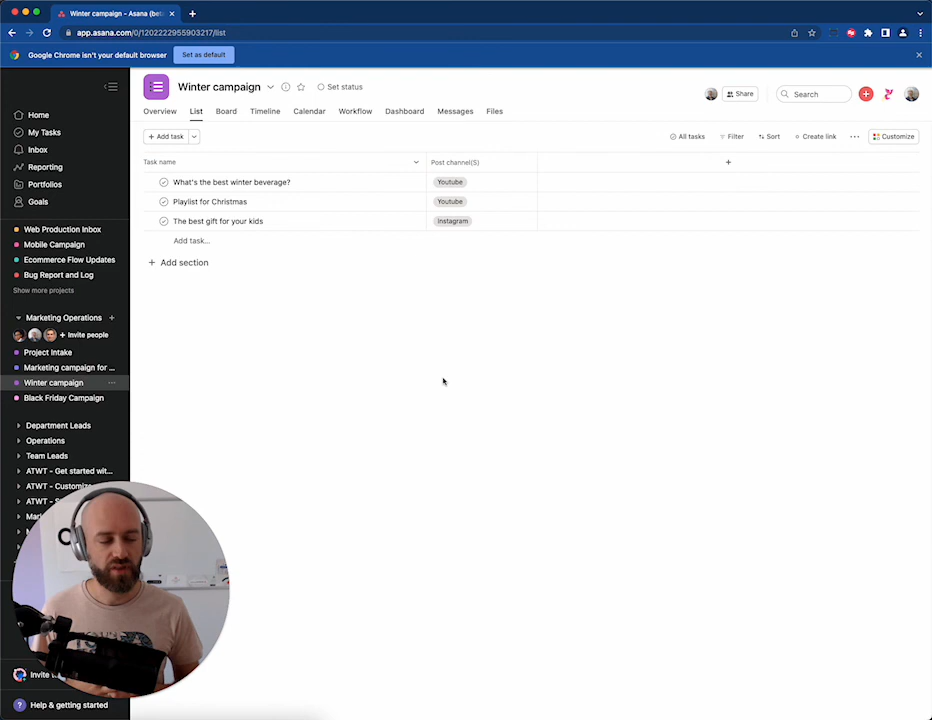 Winter campaign - Asana (beta
app.asana.com/0/1202222955903217/list
Google Chrome isn't your default browser
Set as default
Home
My Tasks
Inbox
Reporting
Portfolios
Goals
Web Production Inbox
Mobile Campaign
Ecommerce Flow Updates
Bug Report and Log
Show more projects
Marketing Operations
Invite people
Project Intake
Marketing campaign for ...
Winter campaign
Black Friday Campaign
Department Leads
Operations
Team Leads
ATWT - Get started wit...
ATWT - Customiz
ATWT - S
Mar
Invite
Help & getting started
Winter campaign
Set status
Share
Search
Overview
List
Board
Timeline
Calendar
Workflow
Dashboard
Messages
Files
Add task
All tasks
Filter
Sort
Create link
Customize
Task name
Post channel(S)
What's the best winter beverage?
Youtube
Playlist for Christmas
Youtube
The best gift for your kids
Instagram
Add task...
Add section